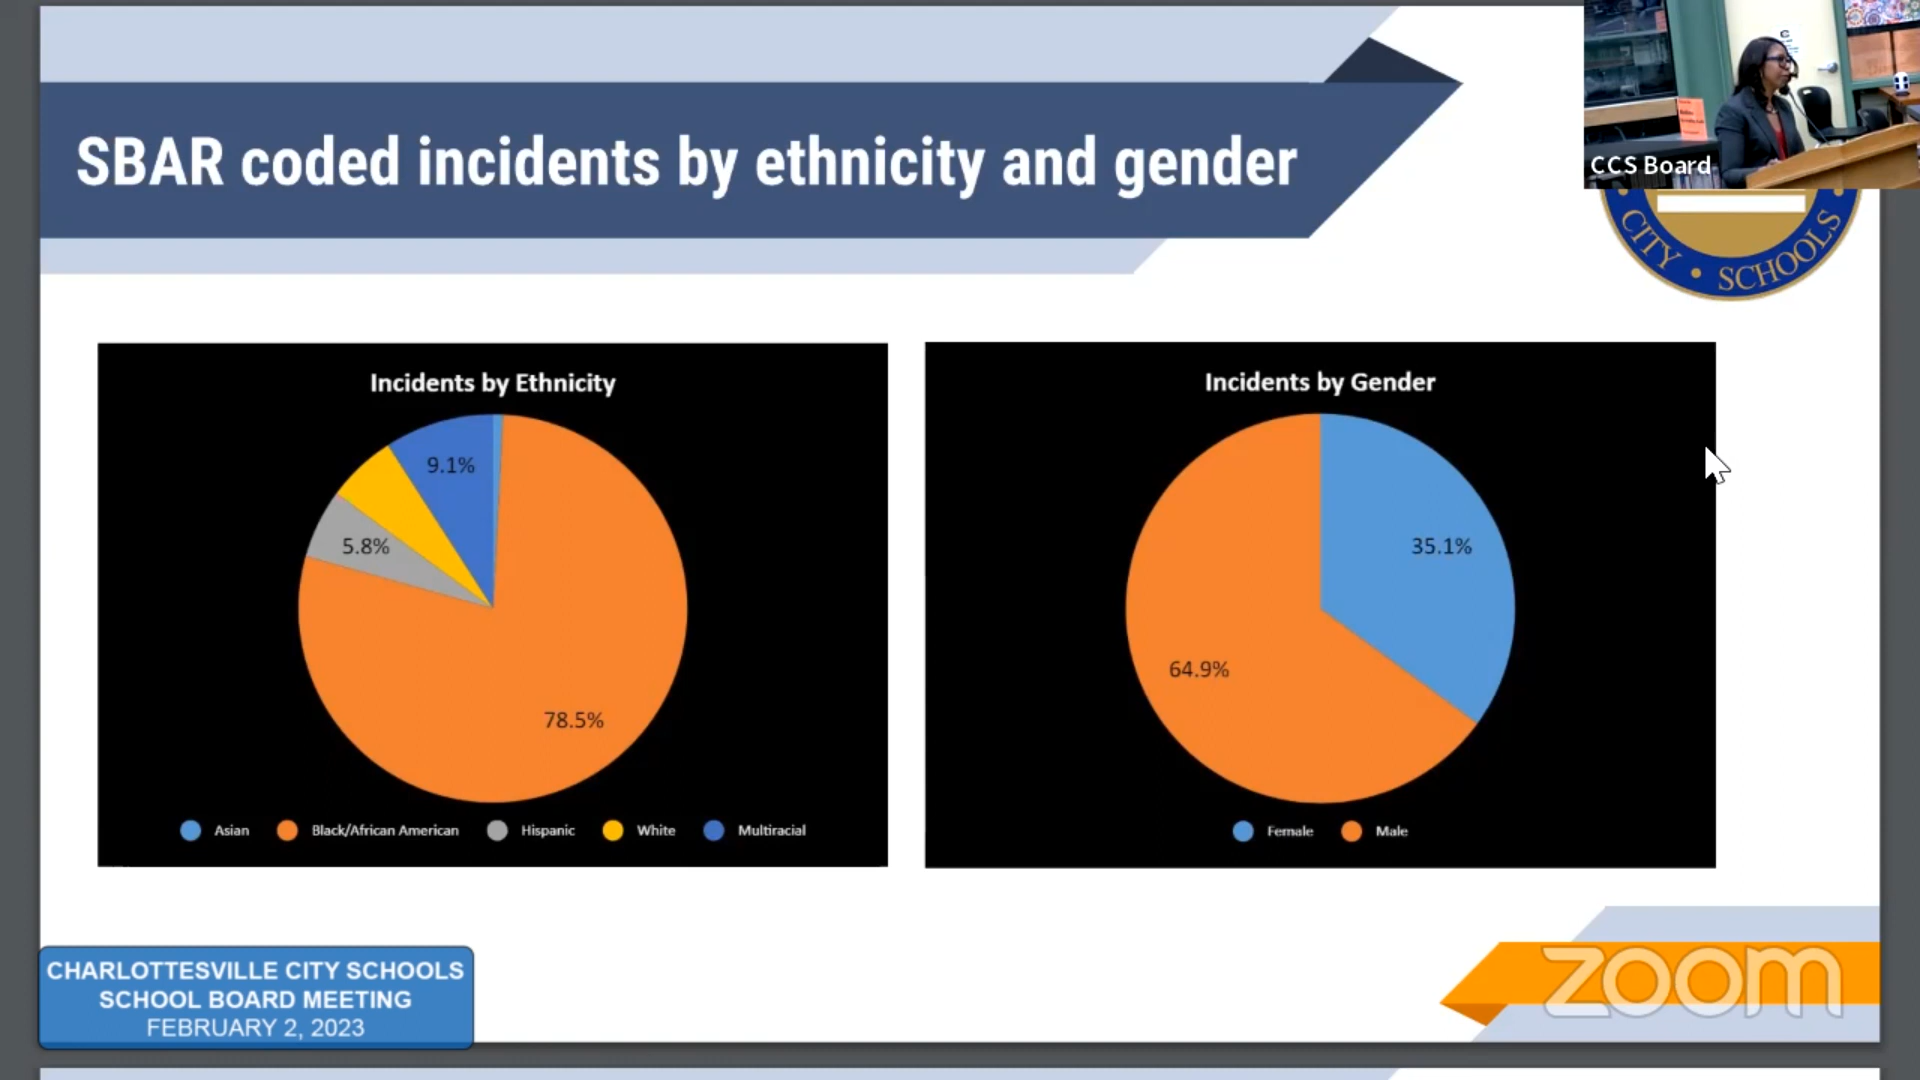 SBAR coded incidents by ethnicity and gender
CCS Board
CITY • SCHOOLS
Incidents by Ethnicity
9.1%
5.8%
78.5%
Asian
Black/African American
Hispanic
White
Multiracial
Incidents by Gender
35.1%
64.9%
Female
Male
CHARLOTTESVILLE CITY SCHOOLS
SCHOOL BOARD MEETING
FEBRUARY 2, 2023
zoom